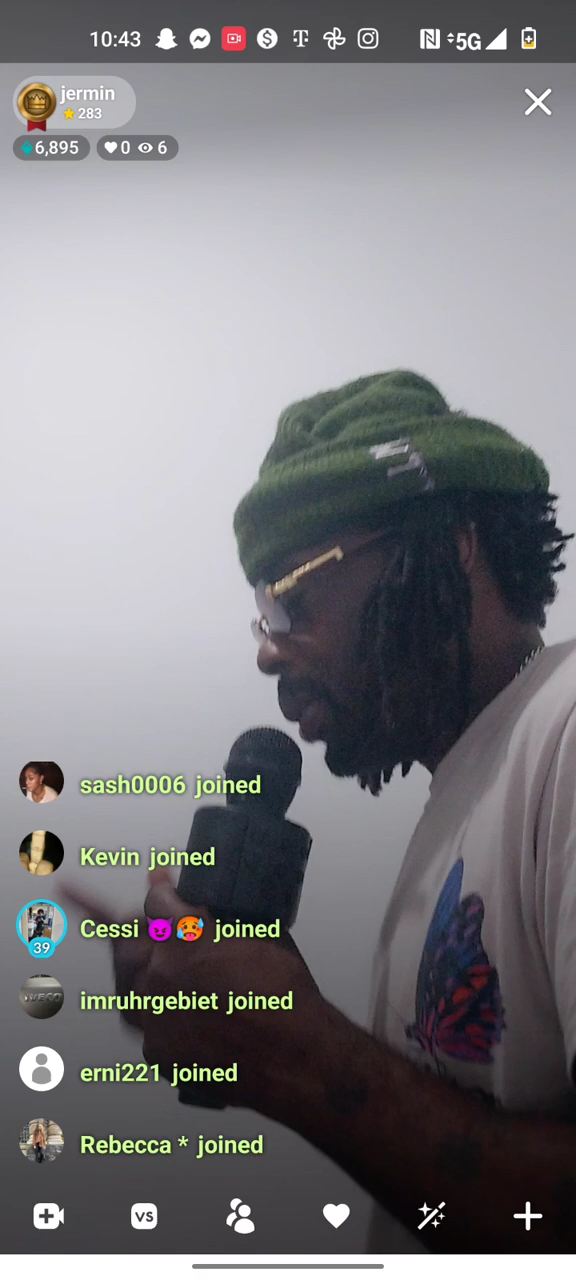 10:43
5G
jermin
283
6,895
0 6
sash0006 joined
Kevin joined
Cessi 😈🥵 joined
39
imruhrgebiet joined
erni221 joined
Rebecca * joined
VS